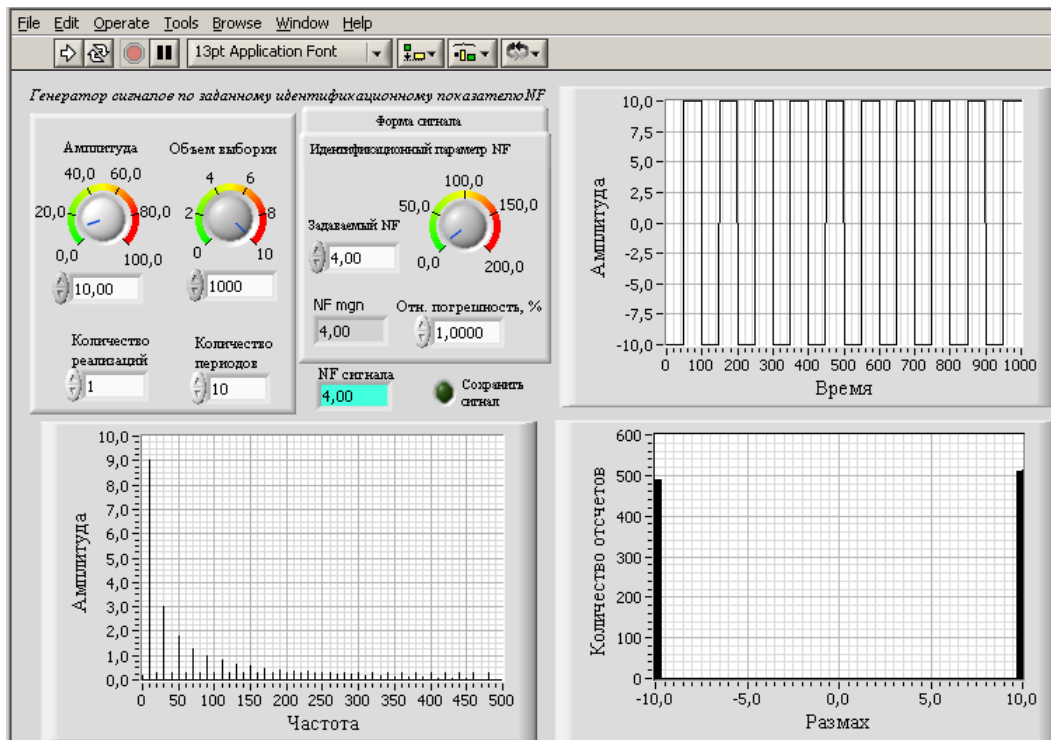 File Edit Operate Tools Browse Window Help
13pt Application Font
Генератор сигналов по заданному идентификационному показателю NF
Амплитуда
0,0 20,0 40,0 60,0 80,0 100,0
10,00
Объем выборки
0 2 4 6 8 10
1000
Количество
реализаций
1
Количество
периодов
10
Форма сигнала
Идентификационный параметр NF
0,0 50,0 100,0 150,0 200,0
Задаваемый NF
4,00
NF mgn
4,00
Отн. погрешность, %
1,0000
NF сигнала
4,00
Сохранить
сигнал
Амплитуда
10,0
7,5
5,0
2,5
0,0
-2,5
-5,0
-7,5
-10,0
0 100 200 300 400 500 600 700 800 900 1000
Время
Амплитуда
10,0
9,0
8,0
7,0
6,0
5,0
4,0
3,0
2,0
1,0
0,0
0 50 100 150 200 250 300 350 400 450 500
Частота
Количество отсчетов
600
500
400
300
200
100
0
-10,0 -5,0 0,0 5,0 10,0
Размах